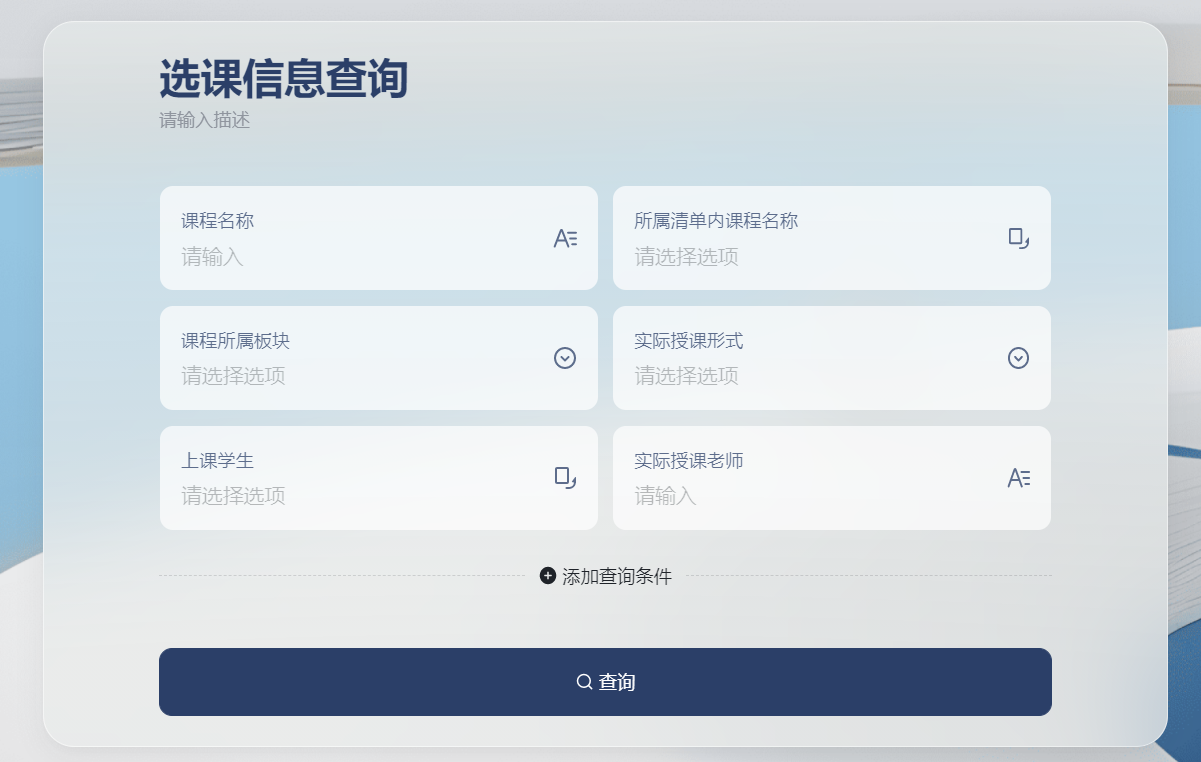 选课信息查询
请输入描述
课程名称
请输入
所属清单内课程名称
请选择选项
课程所属板块
请选择选项
实际授课形式
请选择选项
上课学生
请选择选项
实际授课老师
请输入
添加查询条件
查询